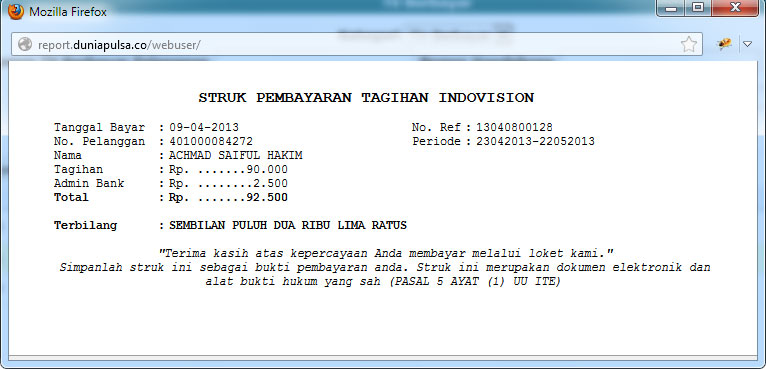 Mozilla Firefox
report.duniapulsa.co/webuser/
STRUK PEMBAYARAN TAGIHAN INDOVISION
Tanggal Bayar : 09-04-2013 No. Ref : 13040800128
No. Pelanggan : 401000084272 Periode : 23042013-22052013
Nama : ACHMAD SAIFUL HAKIM
Tagihan : Rp. ........90.000
Admin Bank : Rp. .........2.500
Total : Rp. ........92.500
Terbilang : SEMBILAN PULUH DUA RIBU LIMA RATUS
"Terima kasih atas kepercayaan Anda membayar melalui loket kami."
Simpanlah struk ini sebagai bukti pembayaran anda. Struk ini merupakan dokumen elektronik dan
alat bukti hukum yang sah (PASAL 5 AYAT (1) UU ITE)